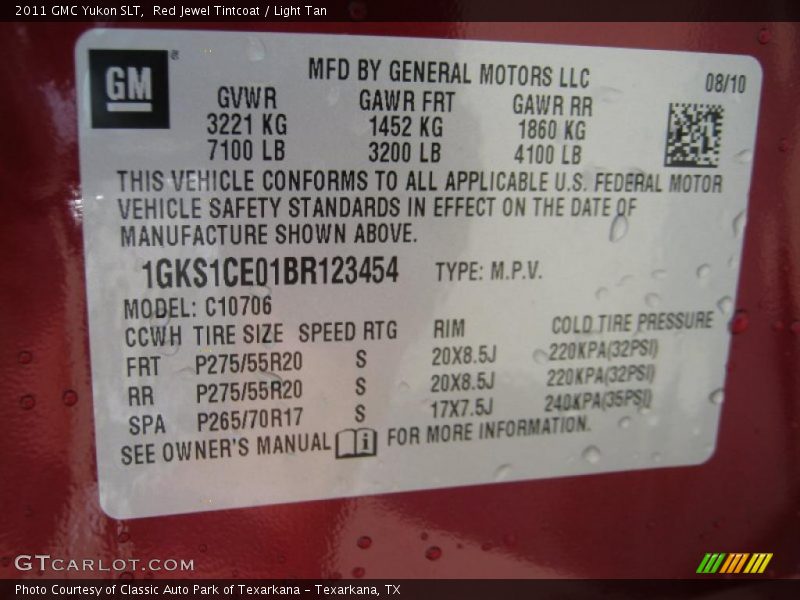 2011 GMC Yukon SLT,  Red Jewel Tintcoat / Light Tan
GM ®
MFD BY GENERAL MOTORS LLC 08/10
GVWR GAWR FRT GAWR RR
3221 KG 1452 KG 1860 KG
7100 LB 3200 LB 4100 LB
THIS VEHICLE CONFORMS TO ALL APPLICABLE U.S. FEDERAL MOTOR
VEHICLE SAFETY STANDARDS IN EFFECT ON THE DATE OF
MANUFACTURE SHOWN ABOVE.
1GKS1CE01BR123454 TYPE: M.P.V.
MODEL: C10706
CCWH TIRE SIZE SPEED RTG RIM COLD TIRE PRESSURE
FRT P275/55R20 S 20X8.5J 220KPA(32PSI)
RR P275/55R20 S 20X8.5J 220KPA(32PSI)
SPA P265/70R17 S 17X7.5J 240KPA(35PSI)
SEE OWNER'S MANUAL i FOR MORE INFORMATION.
GTCARLOT.COM
Photo Courtesy of Classic Auto Park of Texarkana – Texarkana, TX